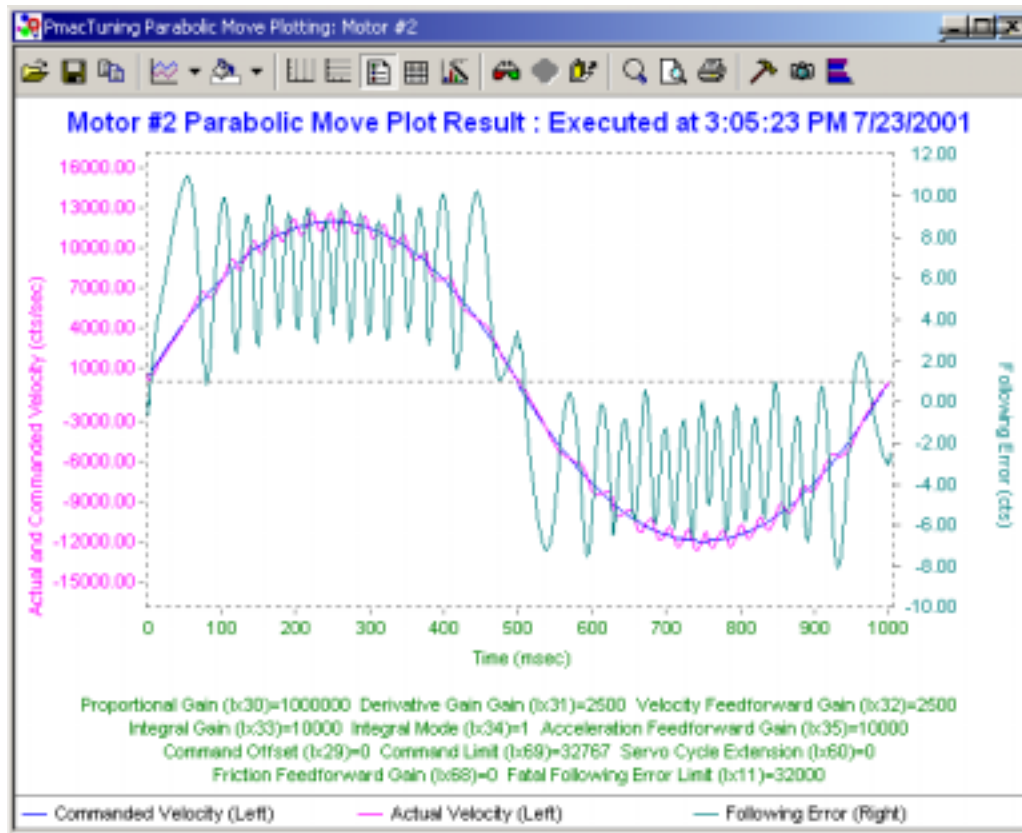 PmacTuning Parabolic Move Plotting: Motor #2
Motor #2 Parabolic Move Plot Result : Executed at 3:05:23 PM 7/23/2001
Actual and Commanded Velocity (cts/sec)
16000.00
13000.00
10000.00
7000.00
4000.00
1000.00
-3000.00
-6000.00
-9000.00
-12000.00
-15000.00
12.00
10.00
8.00
6.00
4.00
2.00
0.00
-2.00
-4.00
-6.00
-8.00
-10.00
Following Error (cts)
0 100 200 300 400 500 600 700 800 900 1000
Time (msec)
Proportional Gain (Ix30)=1000000 Derivative Gain Gain (Ix31)=2500 Velocity Feedforward Gain (Ix32)=2500
Integral Gain (Ix33)=10000 Integral Mode (Ix34)=1 Acceleration Feedforward Gain (Ix35)=10000
Command Offset (Ix29)=0 Command Limit (Ix69)=32767 Servo Cycle Extension (Ix60)=0
Friction Feedforward Gain (Ix68)=0 Fatal Following Error Limit (Ix11)=32000
Commanded Velocity (Left) Actual Velocity (Left) Following Error (Right)